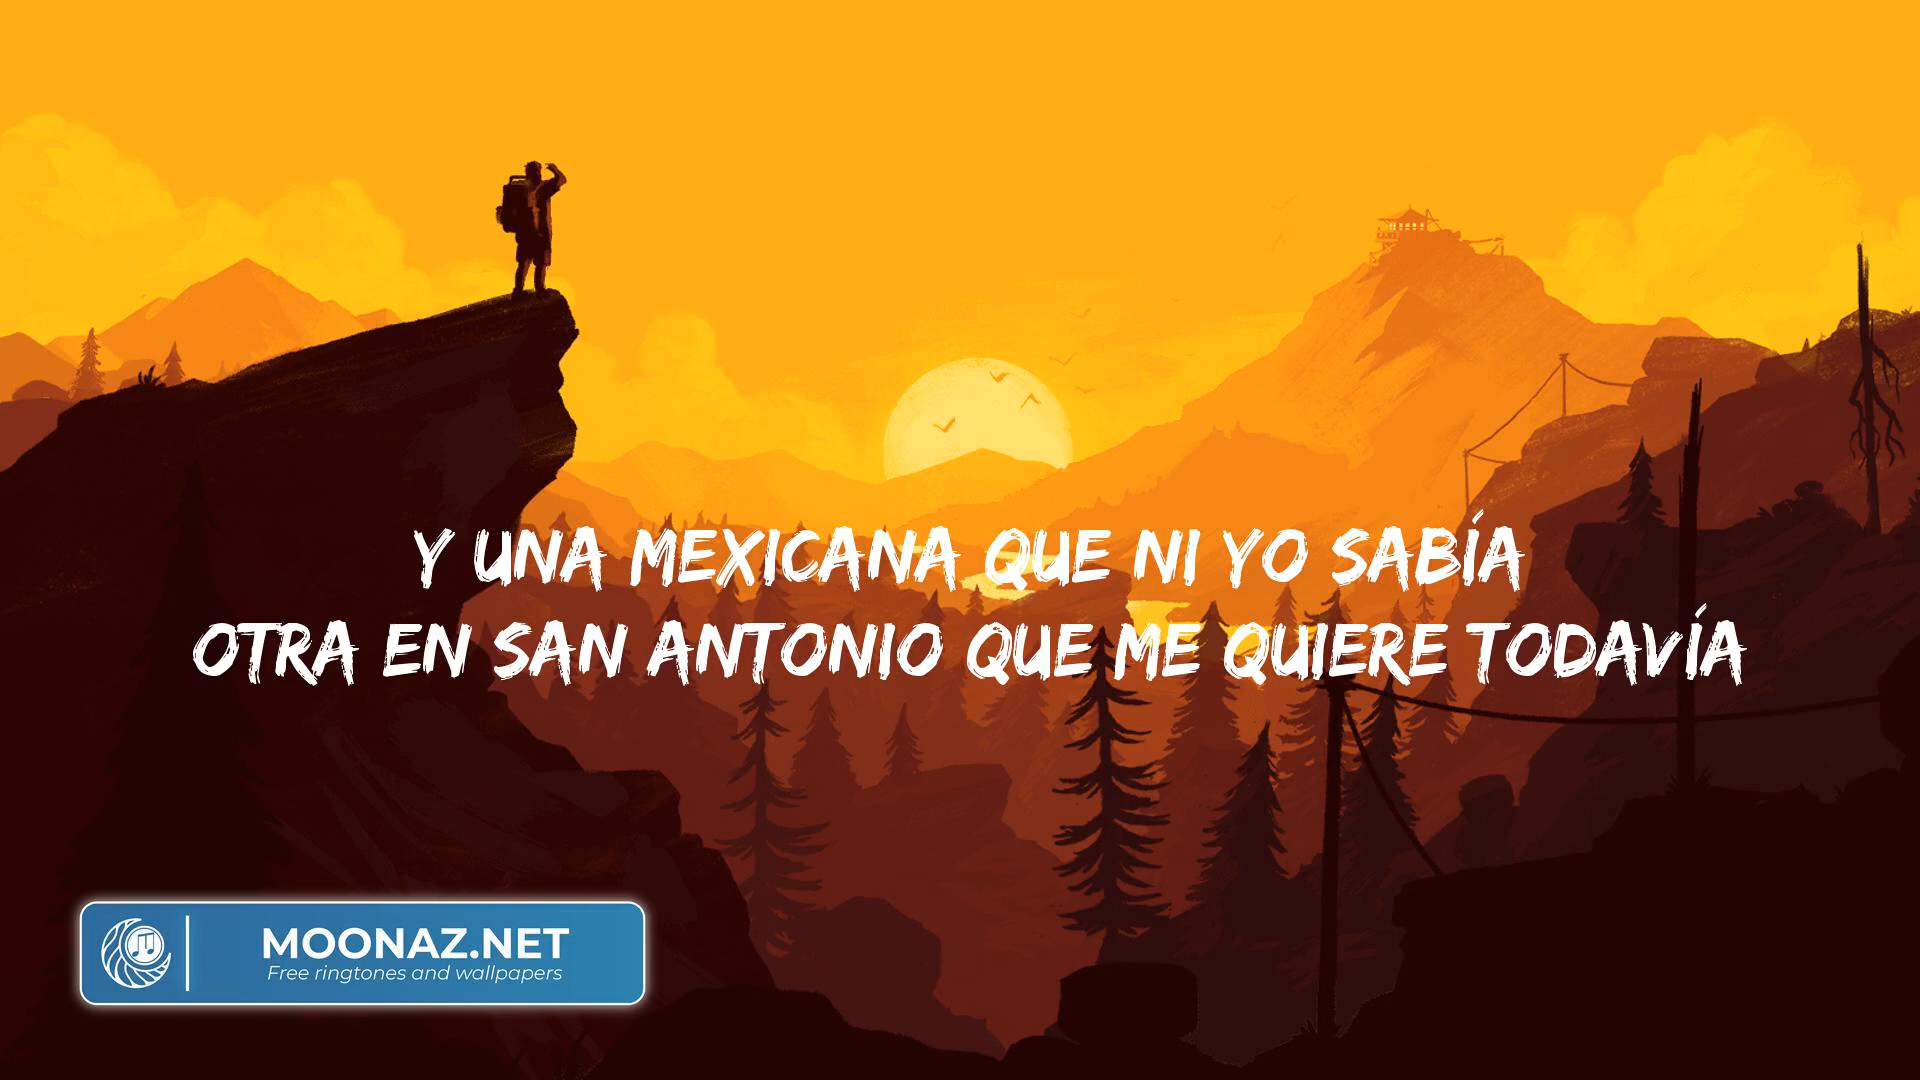 Y UNA MEXICANA QUE NI YO SABÍA
OTRA EN SAN ANTONIO QUE ME QUIERE TODAVÍA
MOONAZ.NET
Free ringtones and wallpapers